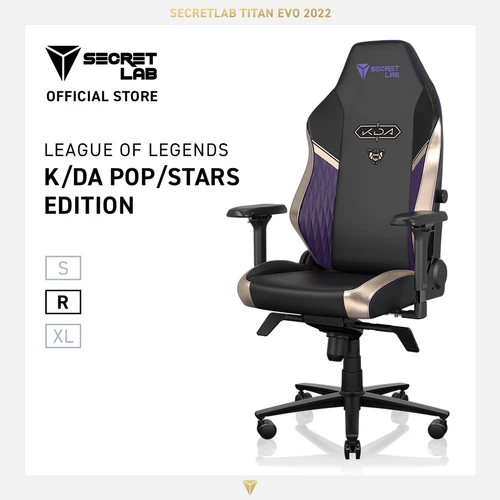 SECRETLAB TITAN EVO 2022
SECRET
LAB
OFFICIAL STORE
LEAGUE OF LEGENDS
K/DA POP/STARS
EDITION
S
R
XL
SECRET
LAB
K/DA